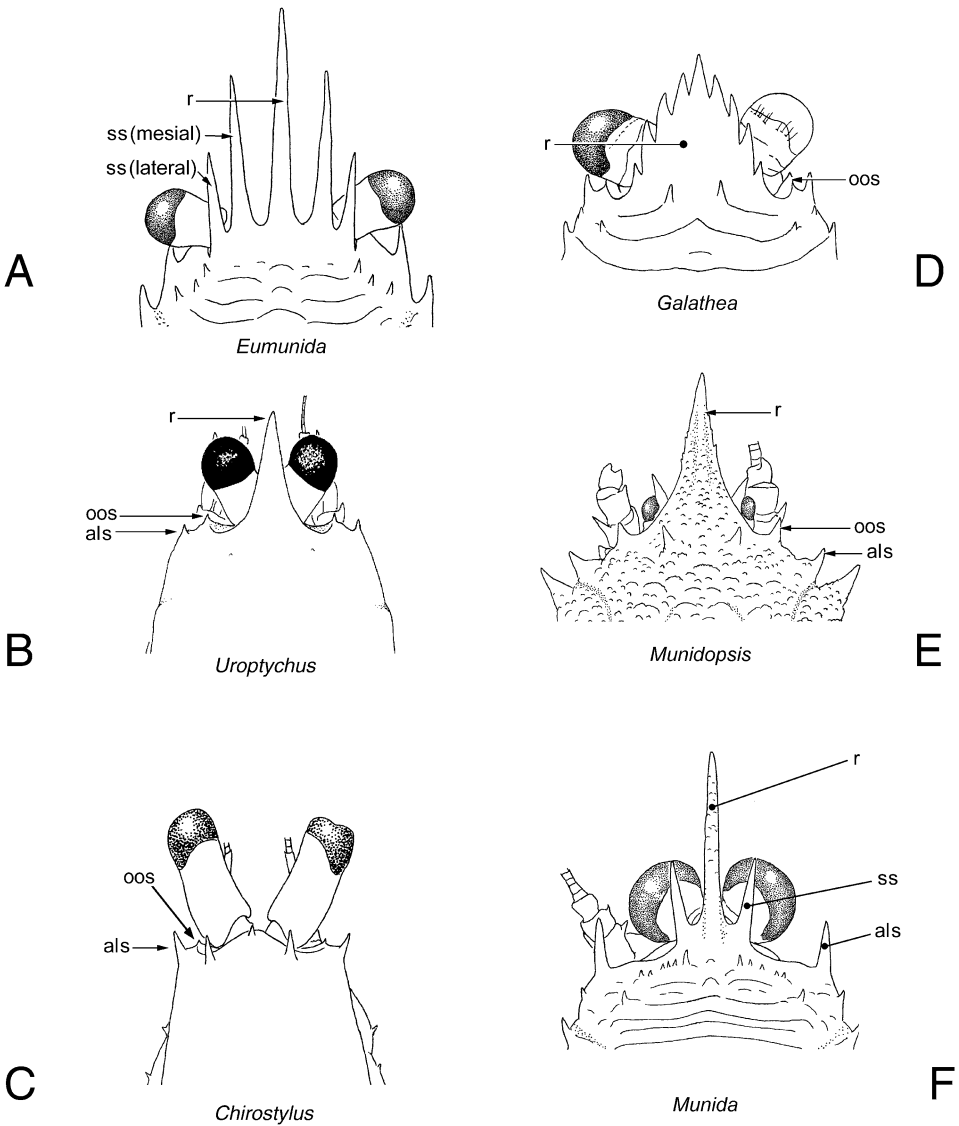 r
ss (mesial)
ss (lateral)
A
Eumunida
r
oos
als
B
Uroptychus
oos
als
C
Chirostylus
r
oos
D
Galathea
r
oos
als
E
Munidopsis
r
ss
als
F
Munida